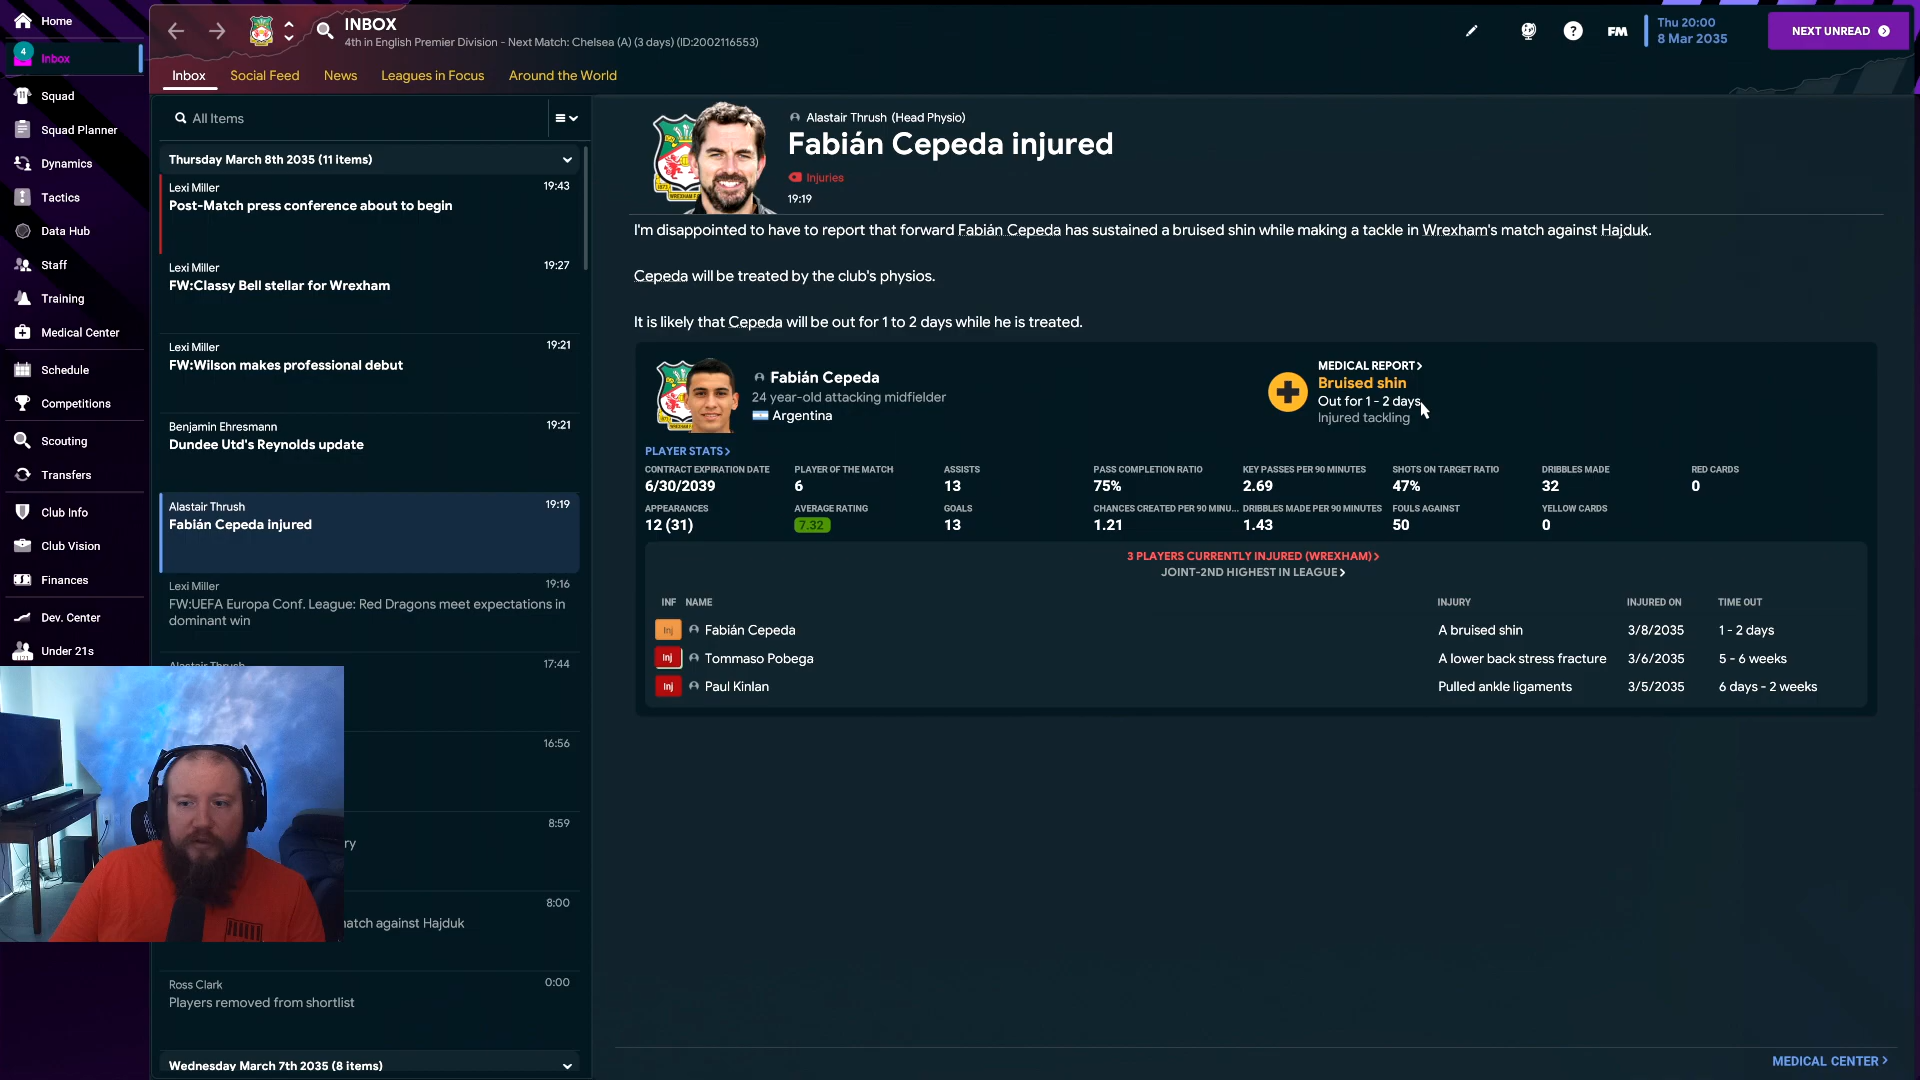 Home
4
Inbox
Squad
Squad Planner
Dynamics
Tactics
Data Hub
Staff
Training
Medical Center
Schedule
Competitions
Scouting
Transfers
Club Info
Club Vision
Finances
Dev. Center
Under 21s
INBOX
4th in English Premier Division - Next Match: Chelsea (A) (3 days) (ID:2002116553)
FM
Thu 20:00
8 Mar 2035
NEXT UNREAD
Inbox Social Feed News Leagues in Focus Around the World
All Items
Thursday March 8th 2035 (11 items)
Lexi Miller 19:43
Post-Match press conference about to begin
Lexi Miller 19:27
FW:Classy Bell stellar for Wrexham
Lexi Miller 19:21
FW:Wilson makes professional debut
Benjamin Ehresmann 19:21
Dundee Utd's Reynolds update
Alastair Thrush 19:19
Fabián Cepeda injured
Lexi Miller 19:16
FW:UEFA Europa Conf. League: Red Dragons meet expectations in
dominant win
Alastair Thrush 17:44
16:56
8:59
ry
8:00
natch against Hajduk
Ross Clark 0:00
Players removed from shortlist
Wednesday March 7th 2035 (8 items)
Alastair Thrush (Head Physio)
Fabián Cepeda injured
Injuries
19:19
I'm disappointed to have to report that forward Fabián Cepeda has sustained a bruised shin while making a tackle in Wrexham's match against Hajduk.
Cepeda will be treated by the club's physios.
It is likely that Cepeda will be out for 1 to 2 days while he is treated.
Fabián Cepeda
24 year-old attacking midfielder
Argentina
MEDICAL REPORT>
Bruised shin
Out for 1 - 2 days
Injured tackling
PLAYER STATS>
CONTRACT EXPIRATION DATE PLAYER OF THE MATCH ASSISTS PASS COMPLETION RATIO KEY PASSES PER 90 MINUTES SHOTS ON TARGET RATIO DRIBBLES MADE RED CARDS
6/30/2039 6 13 75% 2.69 47% 32 0
APPEARANCES AVERAGE RATING GOALS CHANCES CREATED PER 90 MINU... DRIBBLES MADE PER 90 MINUTES FOULS AGAINST YELLOW CARDS
12 (31) 7.32 13 1.21 1.43 50 0
3 PLAYERS CURRENTLY INJURED (WREXHAM)>
JOINT-2ND HIGHEST IN LEAGUE>
INF NAME INJURY INJURED ON TIME OUT
Inj Fabián Cepeda A bruised shin 3/8/2035 1 - 2 days
Inj Tommaso Pobega A lower back stress fracture 3/6/2035 5 - 6 weeks
Inj Paul Kinlan Pulled ankle ligaments 3/5/2035 6 days - 2 weeks
MEDICAL CENTER >